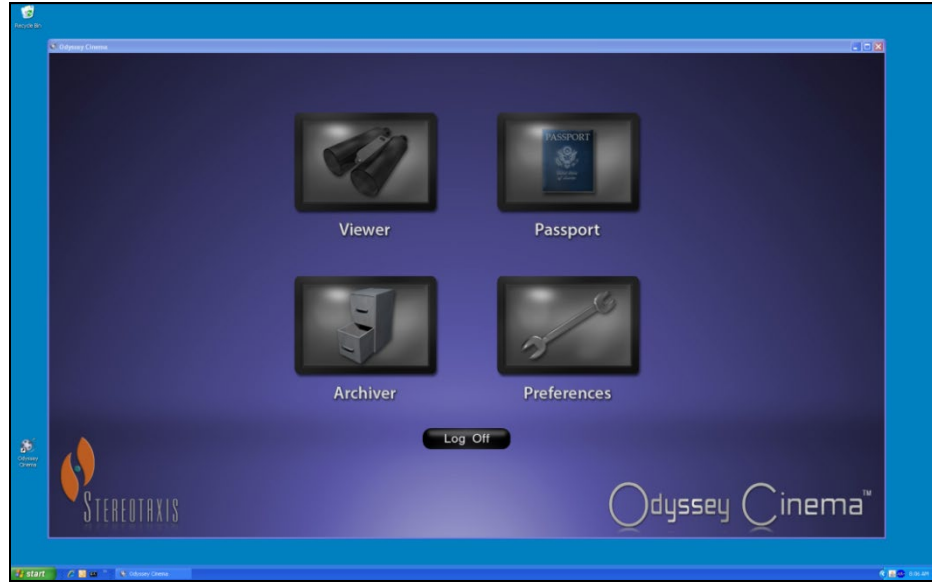 Recycle Bin
Odyssey Cinema
PASSPORT
Viewer
Passport
Archiver
Preferences
Log Off
Odyssey
Cinema
STEREOTAXIS
Odyssey Cinema™
start
Odyssey Cinema